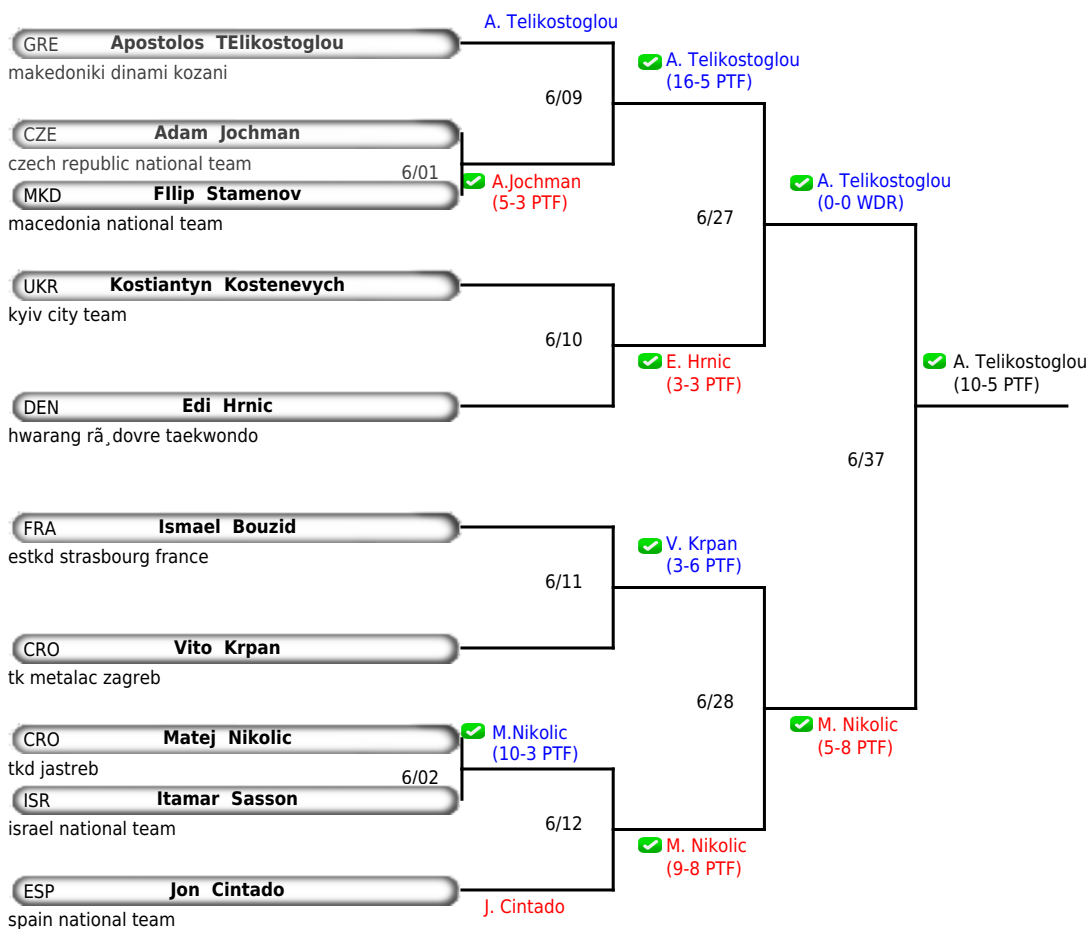 A. Telikostoglou
GRE Apostolos TElikostoglou
makedoniki dinami kozani
A. Telikostoglou
(16-5 PTF)
6/09
CZE Adam Jochman
czech republic national team
6/01
A.Jochman
(5-3 PTF)
MKD FIlip Stamenov
macedonia national team
A. Telikostoglou
(0-0 WDR)
6/27
UKR Kostiantyn Kostenevych
kyiv city team
6/10
E. Hrnic
(3-3 PTF)
A. Telikostoglou
(10-5 PTF)
DEN Edi Hrnic
hwarang rã¸dovre taekwondo
6/37
FRA Ismael Bouzid
estkd strasbourg france
V. Krpan
(3-6 PTF)
6/11
CRO Vito Krpan
tk metalac zagreb
6/28
CRO Matej Nikolic
tkd jastreb
M.Nikolic
(10-3 PTF)
M. Nikolic
(5-8 PTF)
6/02
ISR Itamar Sasson
israel national team
6/12
M. Nikolic
(9-8 PTF)
ESP Jon Cintado
spain national team
J. Cintado